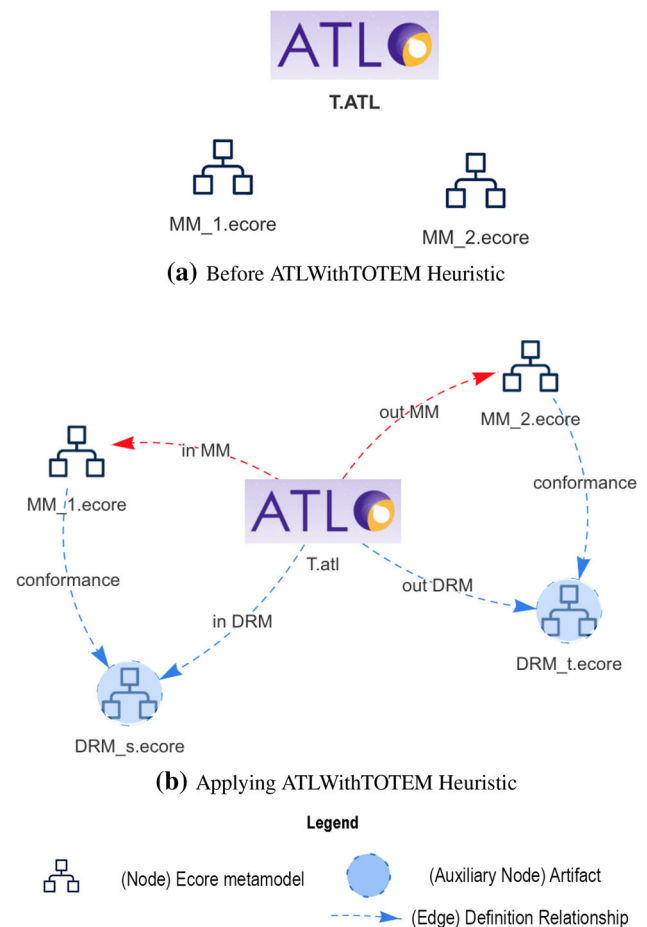 ATL
T.ATL
MM_1.ecore
MM_2.ecore
(a) Before ATLWithTOTEM Heuristic
MM_2.ecore
out MM
in MM
MM_1.ecore
conformance
ATL
T.atl
conformance
out DRM
in DRM
DRM_t.ecore
DRM_s.ecore
(b) Applying ATLWithTOTEM Heuristic
Legend
(Node) Ecore metamodel
(Auxiliary Node) Artifact
(Edge) Definition Relationship